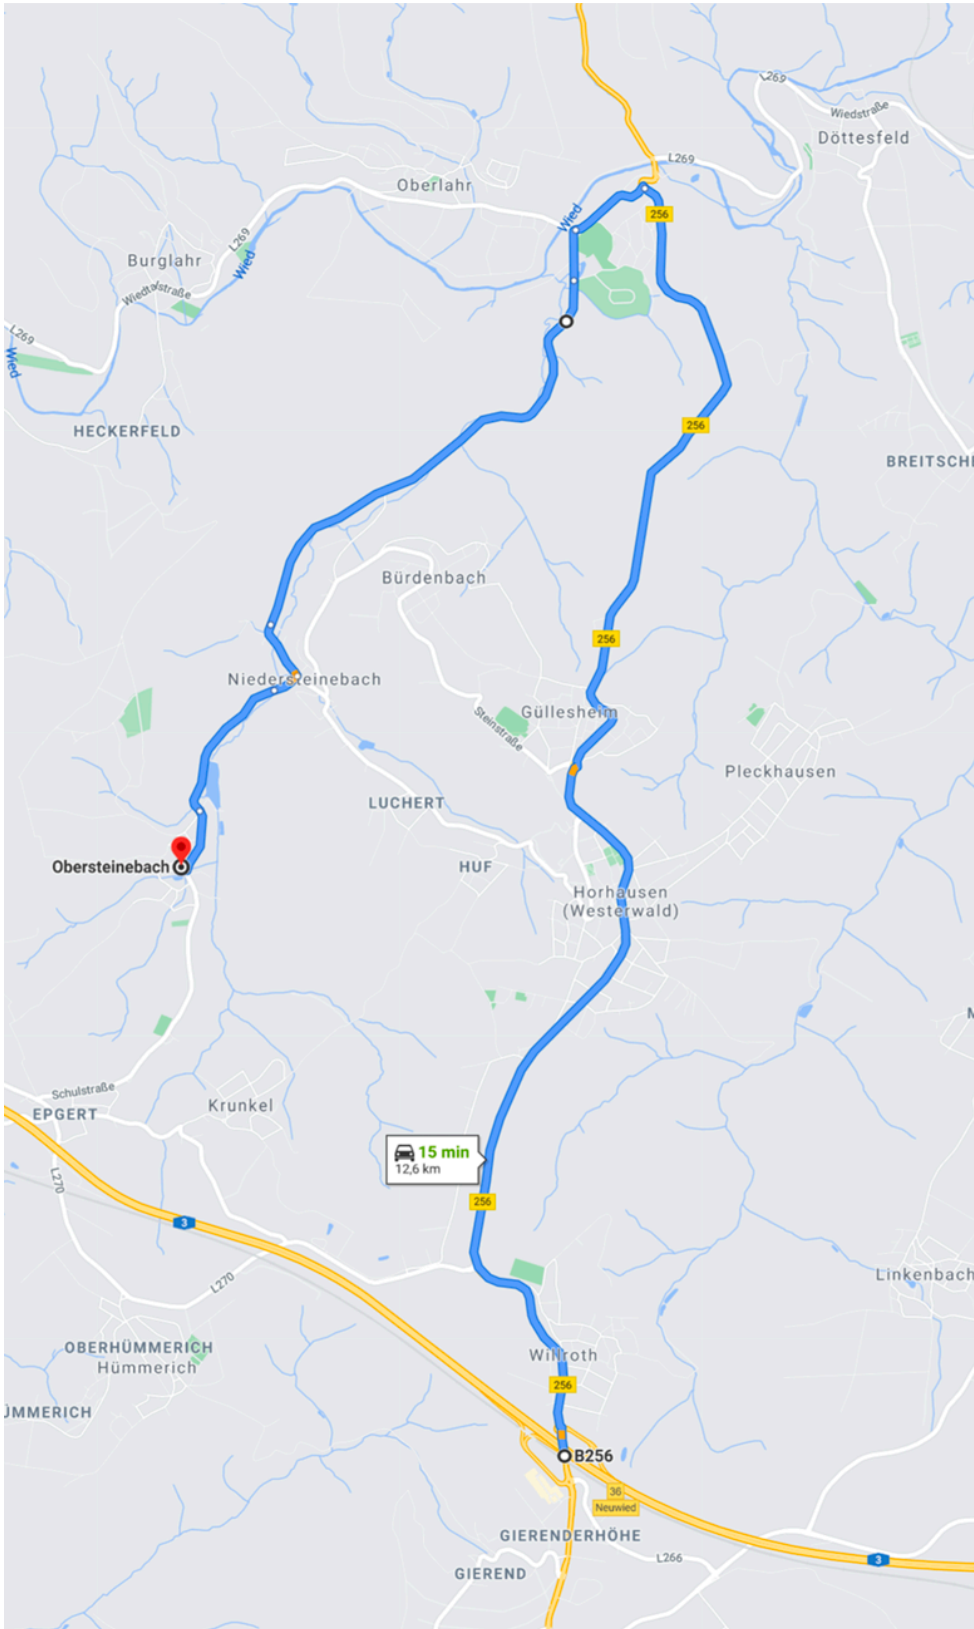 L269
Wiedstraße
Döttesfeld
L269
Oberlahr
256
Wied
L269
Burglahr
Wied
Wiedtalstraße
L269
Wied
256
HECKERFELD
BREITSCHE
Bürdenbach
256
Niedersteinebach
Güllesheim
Steinstraße
Pleckhausen
LUCHERT
Obersteinebach
HUF
Horhausen
(Westerwald)
Schulstraße
EPGERT
Krunkel
15 min
12,6 km
L270
256
3
L270
Linkenbach
OBERHÜMMERICH
Hümmerich
Willroth
256
ÜMMERICH
B256
36
Neuwied
GIERENDERHÖHE
L266
3
GIEREND